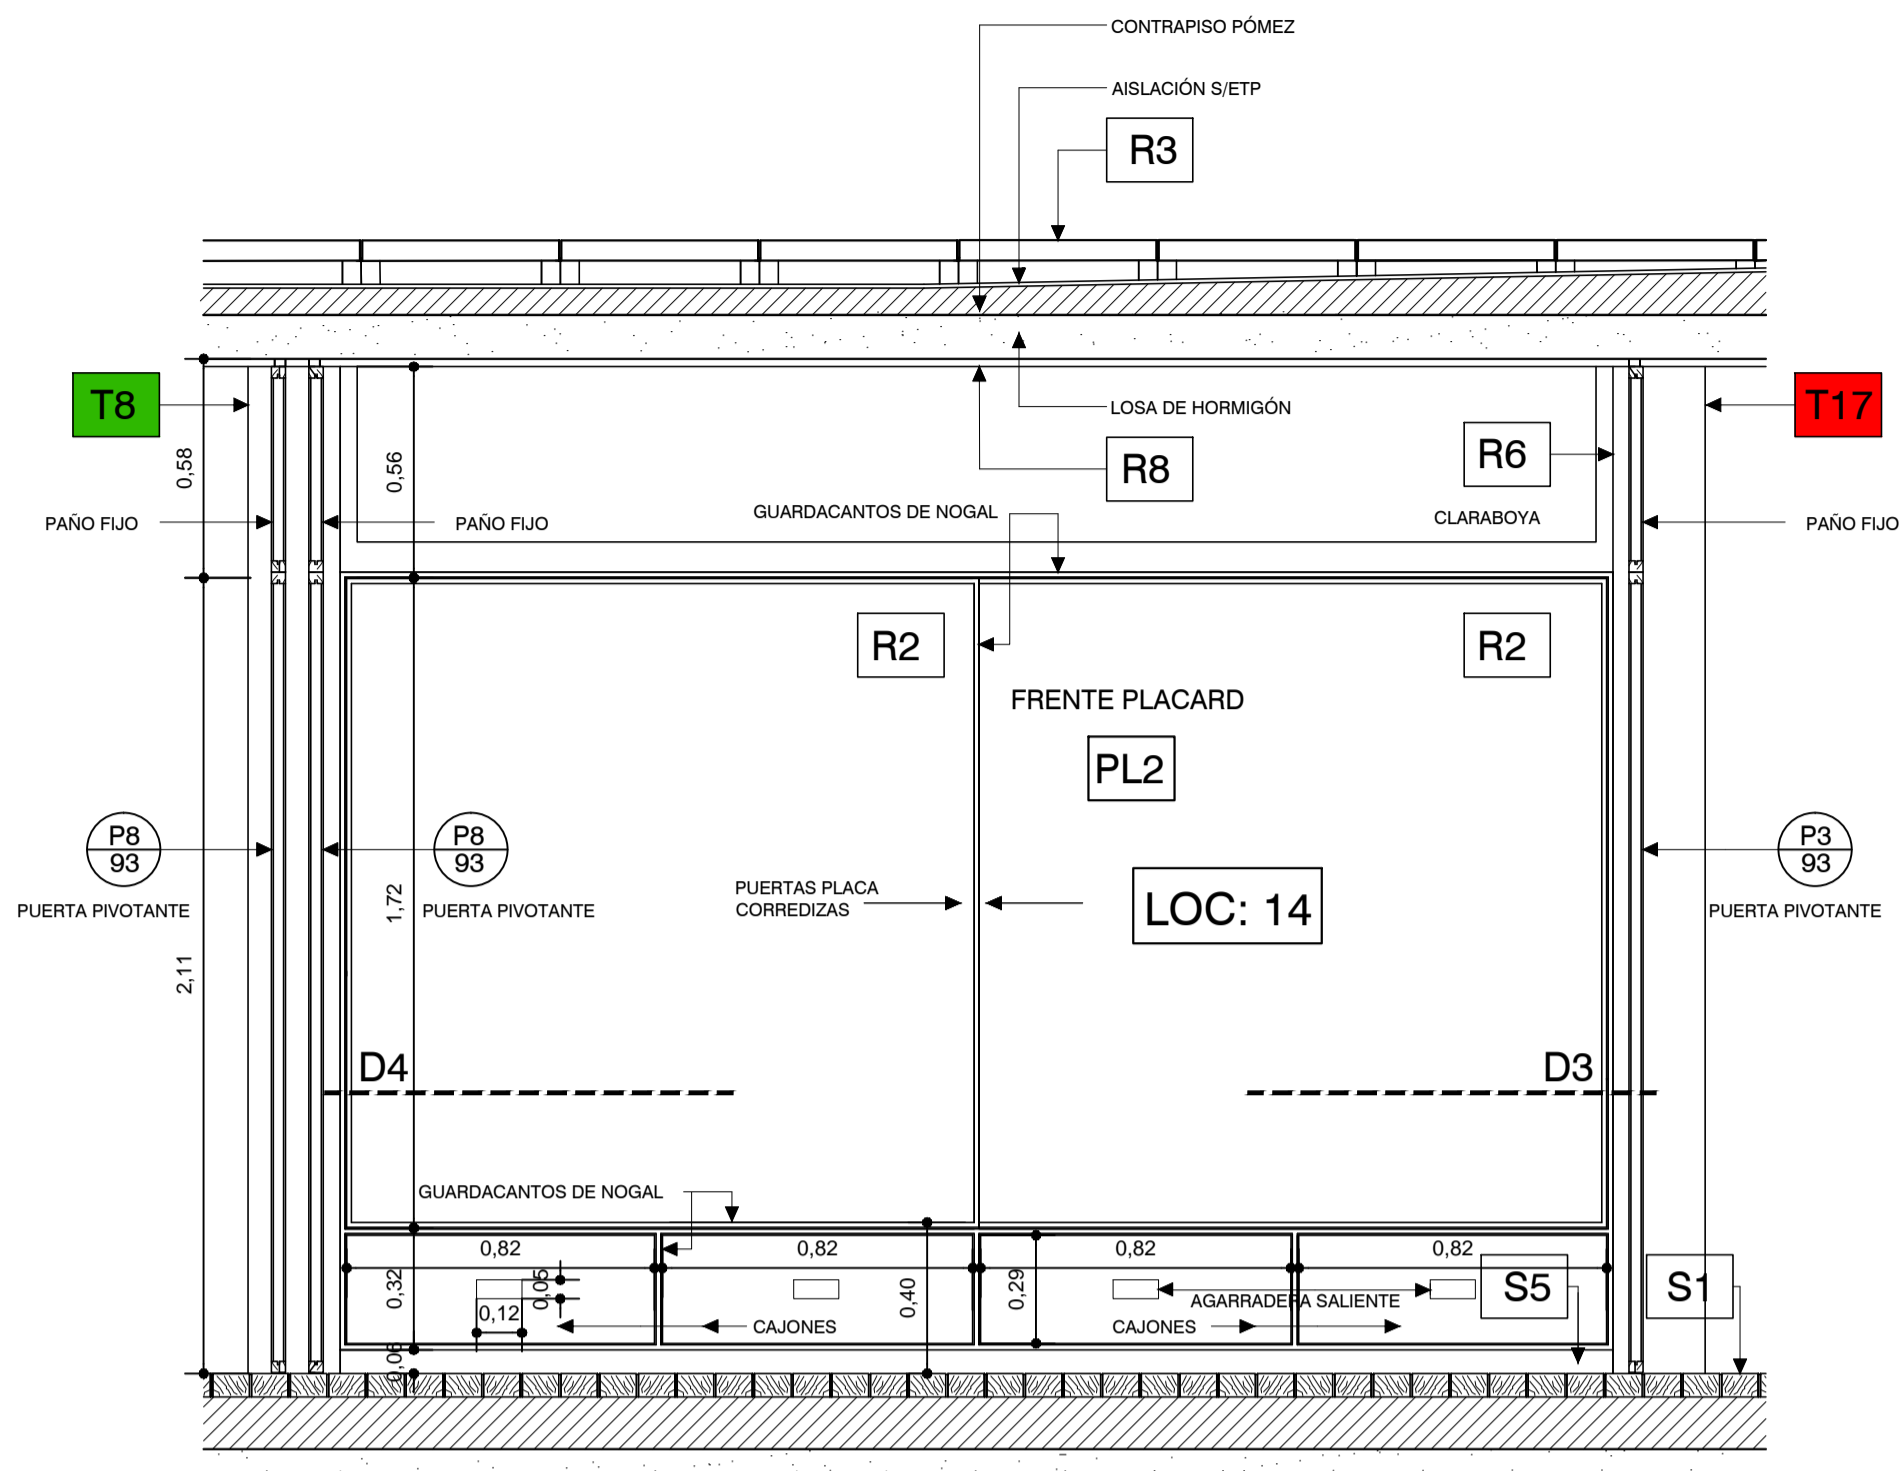 CONTRAPISO PÓMEZ
AISLACIÓN S/ETP
R3
T8
T17
LOSA DE HORMIGÓN
R8
R6
0,58
0,56
GUARDACANTOS DE NOGAL
CLARABOYA
PAÑO FIJO
PAÑO FIJO
PAÑO FIJO
R2
R2
FRENTE PLACARD
PL2
P8
93
P8
93
P3
93
PUERTA PIVOTANTE
PUERTA PIVOTANTE
PUERTA PIVOTANTE
1,72
PUERTAS PLACA
CORREDIZAS
LOC: 14
2,11
D4
D3
GUARDACANTOS DE NOGAL
0,82
0,82
0,82
0,82
0,32
0,05
0,40
0,29
S5
S1
0,12
AGARRADERA SALIENTE
CAJONES
CAJONES
0,06